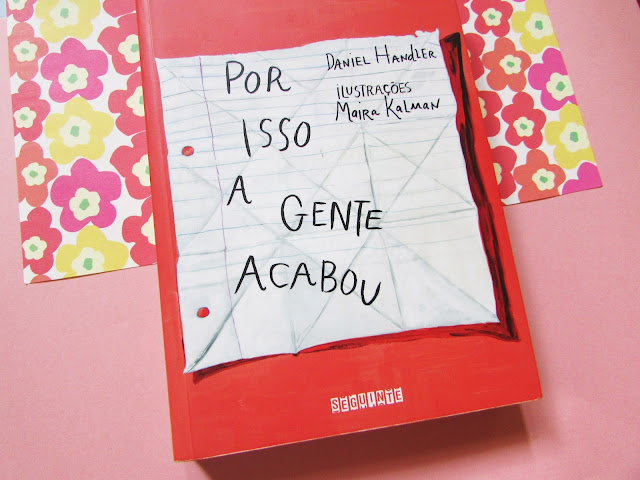 POR
ISSO
A
GENTE
ACABOU
DANIEL HANDLER
ILUSTRAÇÕES
Maira Kalman
SEGUINTE